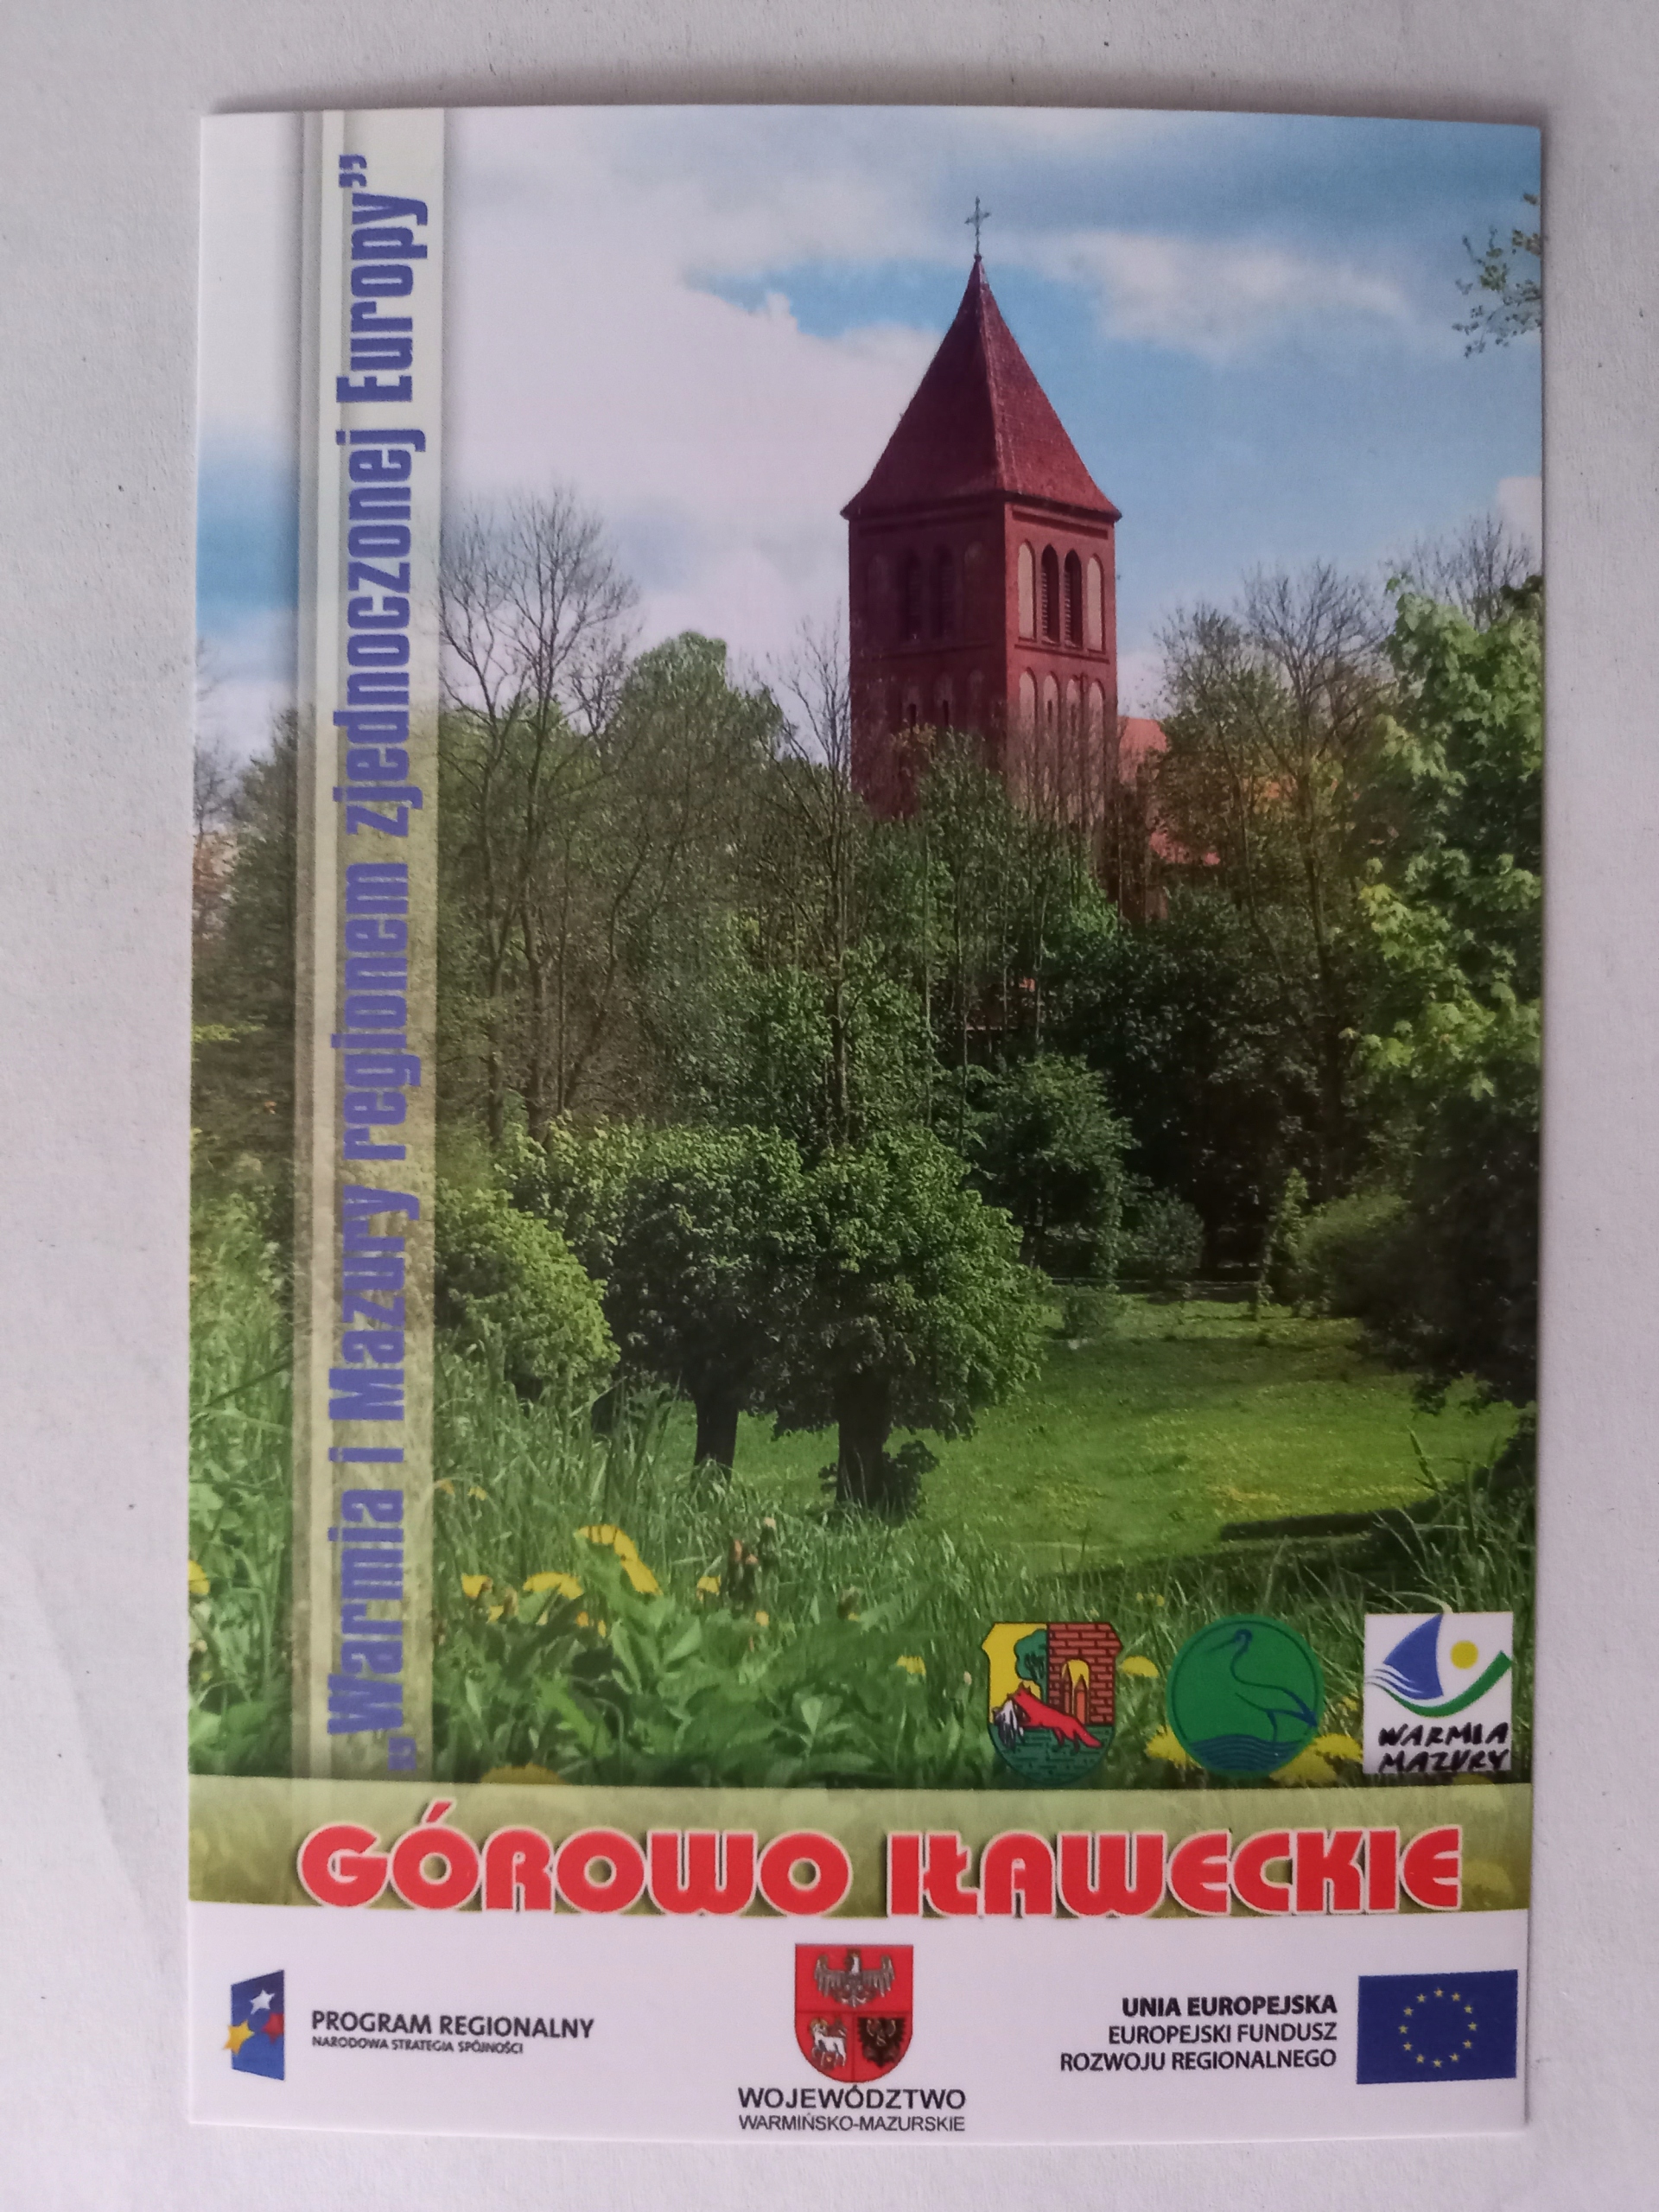 „Warmia i Mazury regionem zjednoczonej Europy”
WARMIA
MAZURY
GÓROWO IŁAWECKIE
PROGRAM REGIONALNY
NARODOWA STRATEGIA SPÓJNOŚCI
WOJEWÓDZTWO
WARMIŃSKO-MAZURSKIE
UNIA EUROPEJSKA
EUROPEJSKI FUNDUSZ
ROZWOJU REGIONALNEGO